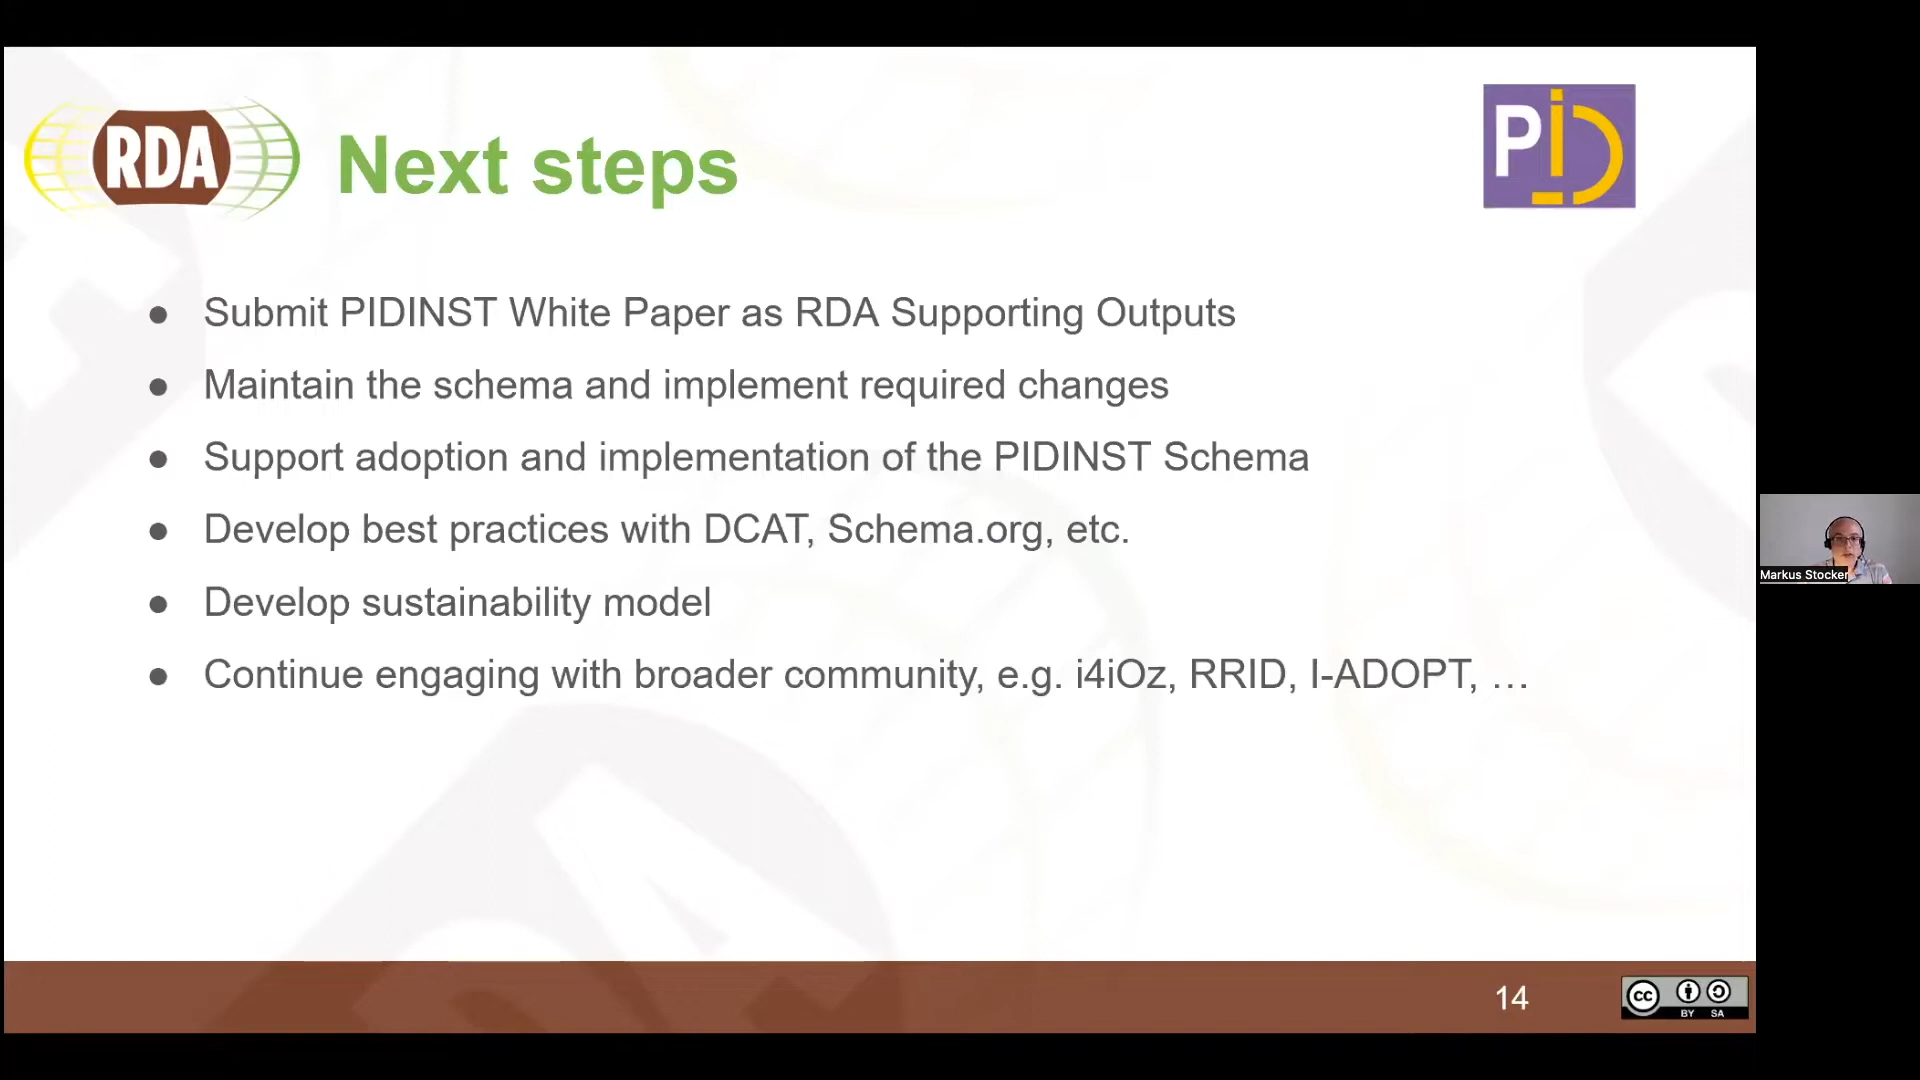 RDA
Next steps
PiD
● Submit PIDINST White Paper as RDA Supporting Outputs
● Maintain the schema and implement required changes
● Support adoption and implementation of the PIDINST Schema
● Develop best practices with DCAT, Schema.org, etc.
● Develop sustainability model
● Continue engaging with broader community, e.g. i4iOz, RRID, I-ADOPT, …
Markus Stocker
14
cc
BY SA